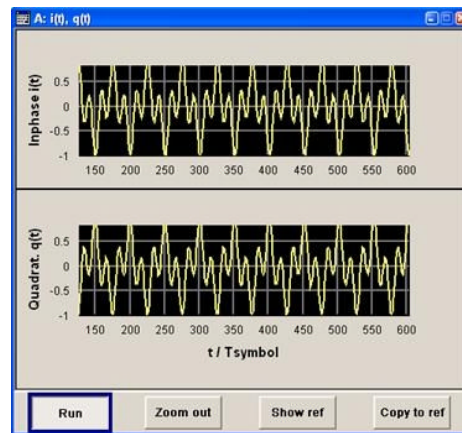 A: i(t), q(t)
Inphase i(t)
0.5
0
-0.5
-1
150 200 250 300 350 400 450 500 550 600
Quadrat. q(t)
0.5
0
-0.5
-1
150 200 250 300 350 400 450 500 550 600
t / Tsymbol
Run Zoom out Show ref Copy to ref